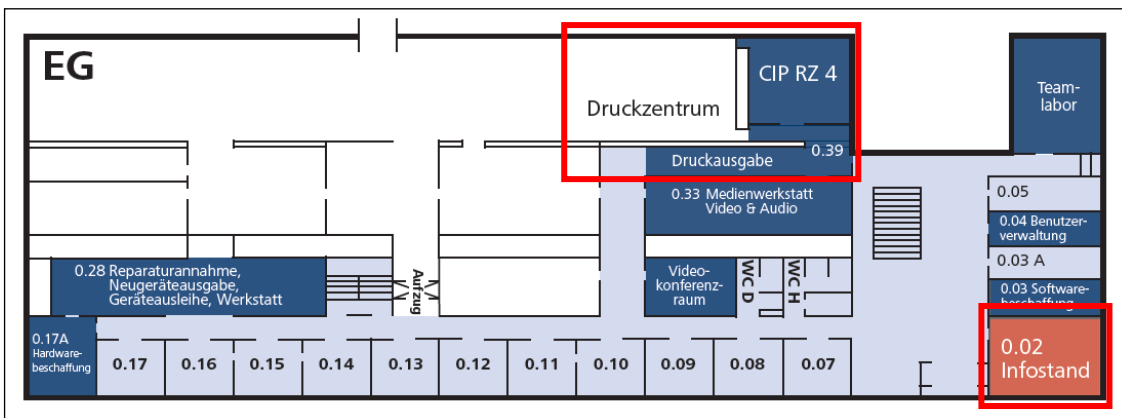 EG
CIP RZ 4
Team-
labor
Druckzentrum
0.39
Druckausgabe
0.33 Medienwerkstatt
Video & Audio
0.05
0.04 Benutzer-
verwaltung
0.03 A
0.28 Reparaturannahme,
Neugeräteausgabe,
Geräteausleihe, Werkstatt
Aufzug
Video-
konferenz-
raum
WC D
WC H
0.03 Software-
beschaffung
0.17A
Hardware-
beschaffung
0.17
0.16
0.15
0.14
0.13
0.12
0.11
0.10
0.09
0.08
0.07
0.02
Infostand